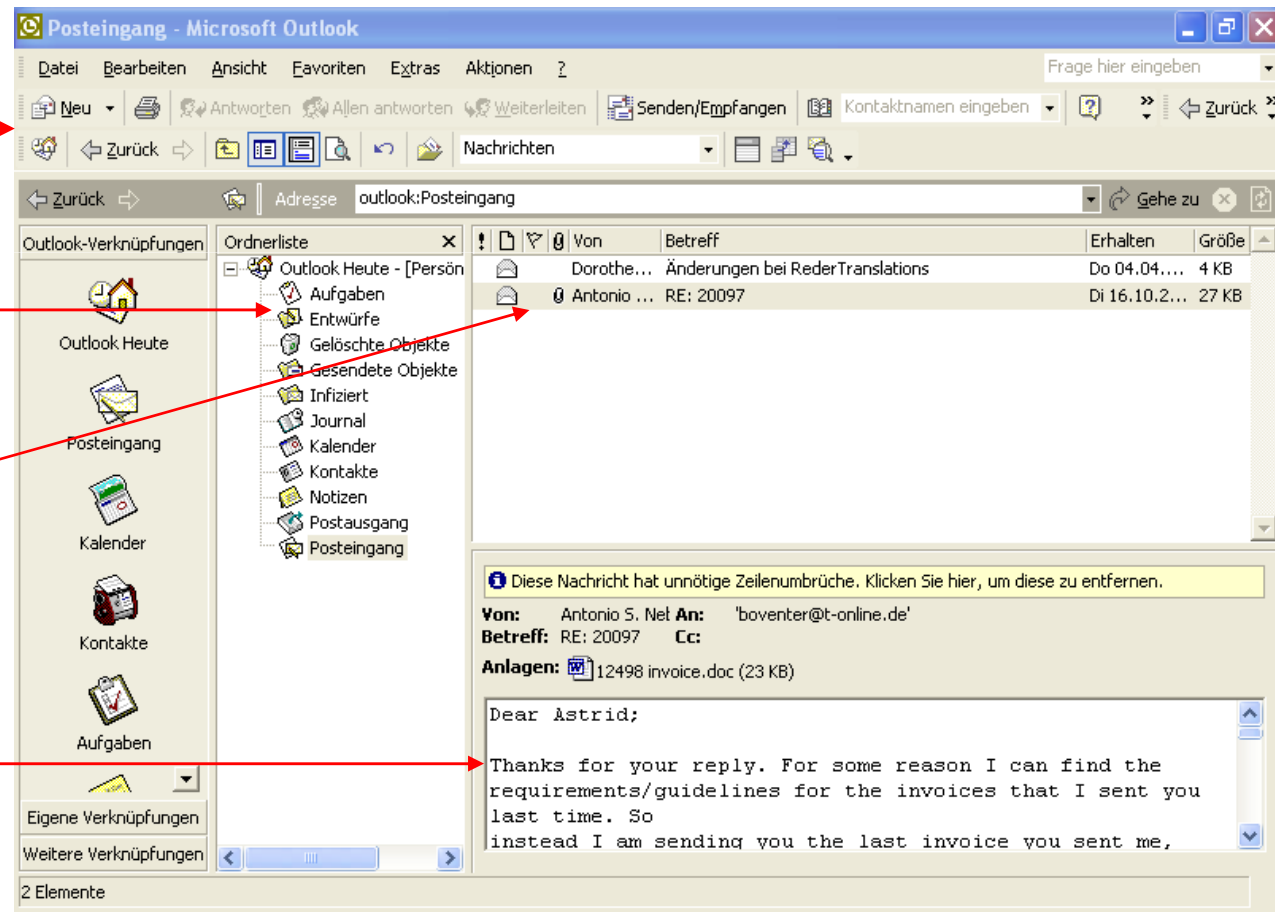 Posteingang - Microsoft Outlook
Datei Bearbeiten Ansicht Favoriten Extras Aktionen ? Frage hier eingeben
Neu Antworten Allen antworten Weiterleiten Senden/Empfangen Kontaktnamen eingeben Zurück
Zurück Nachrichten
Zurück Adresse outlook:Posteingang Gehe zu
Outlook-Verknüpfungen
Outlook Heute
Posteingang
Kalender
Kontakte
Aufgaben
Eigene Verknüpfungen
Weitere Verknüpfungen
Ordnerliste
Outlook Heute - [Persön
Aufgaben
Entwürfe
Gelöschte Objekte
Gesendete Objekte
Infiziert
Journal
Kalender
Kontakte
Notizen
Postausgang
Posteingang
Von Betreff Erhalten Größe
Dorothe... Änderungen bei RederTranslations Do 04.04.... 4 KB
Antonio ... RE: 20097 Di 16.10.2... 27 KB
Diese Nachricht hat unnötige Zeilenumbrüche. Klicken Sie hier, um diese zu entfernen.
Von: Antonio S. An: 'boventer@t-online.de'
Betreff: RE: 20097 Cc:
Anlagen: 12498 invoice.doc (23 KB)
Dear Astrid;
Thanks for your reply. For some reason I can find the
requirements/guidelines for the invoices that I sent you
last time. So
instead I am sending you the last invoice you sent me,
2 Elemente